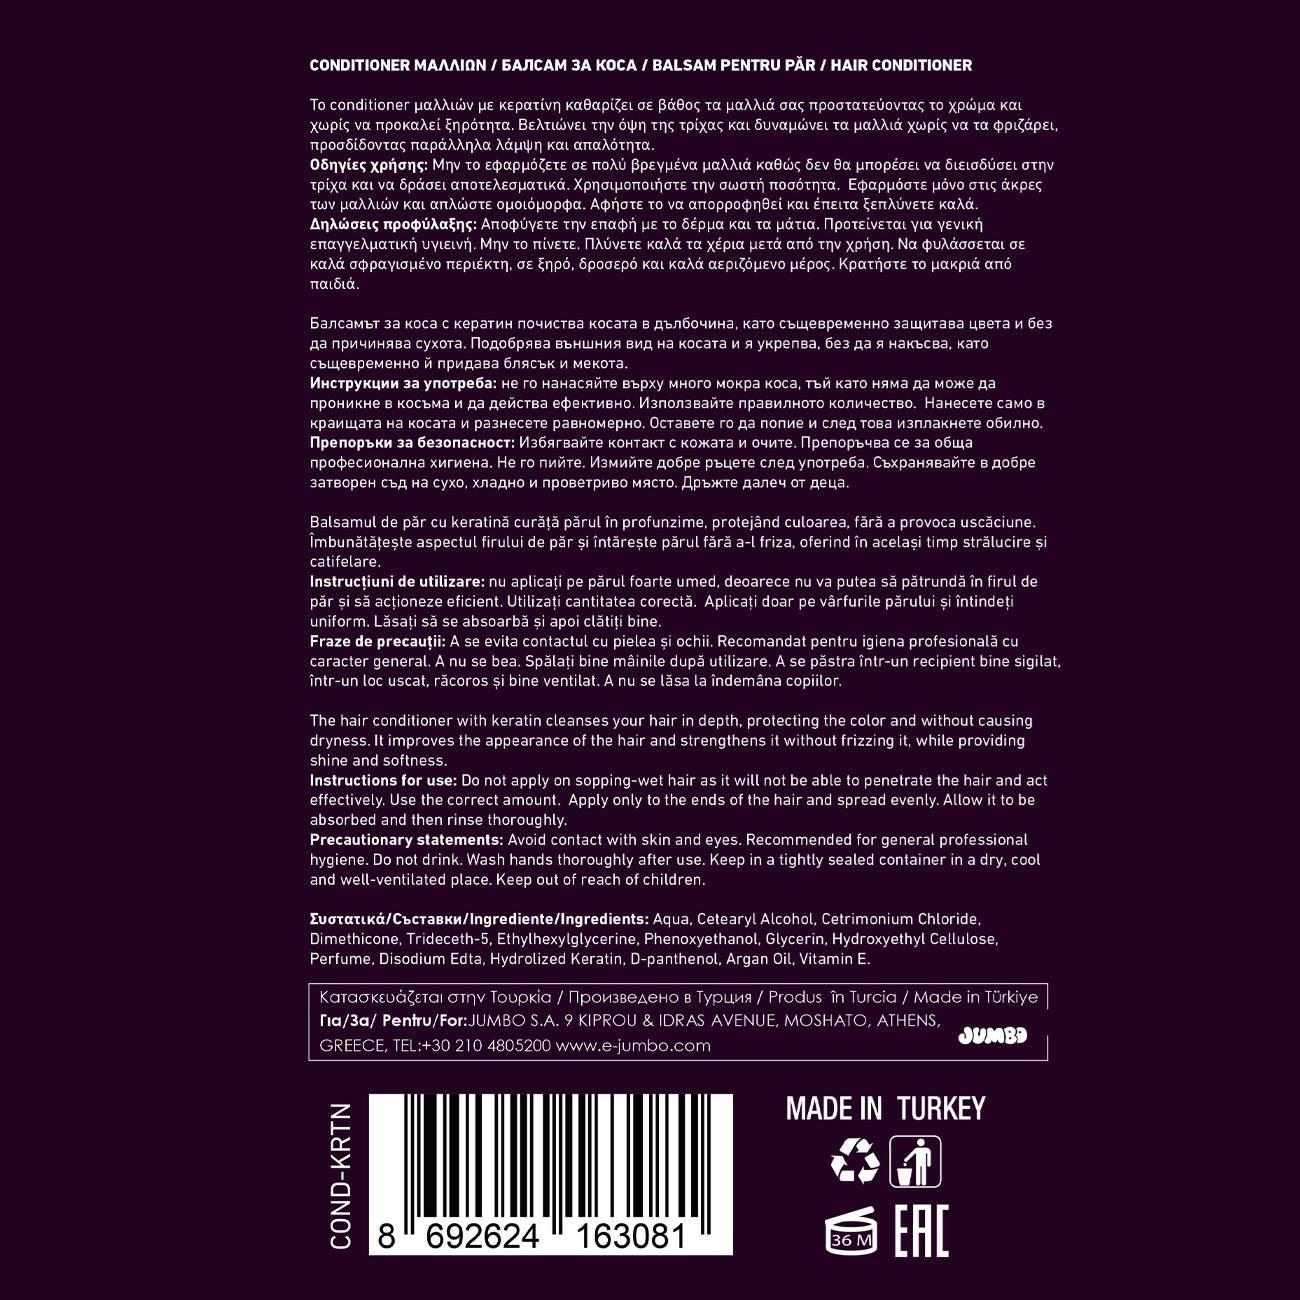 CONDITIONER ΜΑΛΛΙΩΝ / БАЛСАМ ЗА КОСА / BALSAM PENTRU PĂR / HAIR CONDITIONER
Το conditioner μαλλιών με κερατίνη καθαρίζει σε βάθος τα μαλλιά σας προστατεύοντας το χρώμα και
χωρίς να προκαλεί ξηρότητα. Βελτιώνει την όψη της τρίχας και δυναμώνει τα μαλλιά χωρίς να τα φριζάρει,
προσδίδοντας παράλληλα λάμψη και απαλότητα.
Οδηγίες χρήσης: Μην το εφαρμόζετε σε πολύ βρεγμένα μαλλιά καθώς δεν θα μπορέσει να διεισδύσει στην
τρίχα και να δράσει αποτελεσματικά. Χρησιμοποιήστε την σωστή ποσότητα. Εφαρμόστε μόνο στις άκρες
των μαλλιών και απλώστε ομοιόμορφα. Αφήστε το να απορροφηθεί και έπειτα ξεπλύνετε καλά.
Δηλώσεις προφύλαξης: Αποφύγετε την επαφή με το δέρμα και τα μάτια. Προτείνεται για γενική
επαγγελματική υγιεινή. Μην το πίνετε. Πλύνετε καλά τα χέρια μετά από την χρήση. Να φυλάσσεται σε
καλά σφραγισμένο περιέκτη, σε ξηρό, δροσερό και καλά αεριζόμενο μέρος. Κρατήστε το μακριά από
παιδιά.
Балсамът за коса с кератин почиства косата в дълбочина, като същевременно защитава цвета и без
да причинява сухота. Подобрява външния вид на косата и я укрепва, без да я накъсва, като
същевременно й придава блясък и мекота.
Инструкции за употреба: не го нанасяйте върху много мокра коса, тъй като няма да може да
проникне в косъма и да действа ефективно. Използвайте правилното количество. Нанесете само в
краищата на косата и разнесете равномерно. Оставете го да попие и след това изплакнете обилно.
Препоръки за безопасност: Избягвайте контакт с кожата и очите. Препоръчва се за обща
професионална хигиена. Не го пийте. Измийте добре ръцете след употреба. Съхранявайте в добре
затворен съд на сухо, хладно и проветриво място. Дръжте далеч от деца.
Balsamul de păr cu keratină curăță părul în profunzime, protejând culoarea, fără a provoca uscăciune.
Îmbunătățește aspectul firului de păr și întărește părul fără a-l friza, oferind în același timp strălucire și
catifelare.
Instrucțiuni de utilizare: nu aplicați pe părul foarte umed, deoarece nu va putea să pătrundă în firul de
păr și să acționeze eficient. Utilizați cantitatea corectă. Aplicați doar pe vârfurile părului și întindeți
uniform. Lăsați să se absoarbă și apoi clătiți bine.
Fraze de precauții: A se evita contactul cu pielea și ochii. Recomandat pentru igiena profesională cu
caracter general. A nu se bea. Spălați bine mâinile după utilizare. A se păstra într-un recipient bine sigilat,
într-un loc uscat, răcoros și bine ventilat. A nu se lăsa la îndemâna copiilor.
The hair conditioner with keratin cleanses your hair in depth, protecting the color and without causing
dryness. It improves the appearance of the hair and strengthens it without frizzing it, while providing
shine and softness.
Instructions for use: Do not apply on sopping-wet hair as it will not be able to penetrate the hair and act
effectively. Use the correct amount. Apply only to the ends of the hair and spread evenly. Allow it to be
absorbed and then rinse thoroughly.
Precautionary statements: Avoid contact with skin and eyes. Recommended for general professional
hygiene. Do not drink. Wash hands thoroughly after use. Keep in a tightly sealed container in a dry, cool
and well-ventilated place. Keep out of reach of children.
Συστατικά/Съставки/Ingrediente/Ingredients: Aqua, Cetearyl Alcohol, Cetrimonium Chloride,
Dimethicone, Trideceth-5, Ethylhexylglycerine, Phenoxyethanol, Glycerin, Hydroxyethyl Cellulose,
Perfume, Disodium Edta, Hydrolized Keratin, D-panthenol, Argan Oil, Vitamin E.
Κατασκευάζεται στην Τουρκία / Произведено в Турция / Produs în Turcia / Made in Türkiye
Για/За/ Pentru/For:JUMBO S.A. 9 KIPROU & IDRAS AVENUE, MOSHATO, ATHENS,
GREECE, TEL:+30 210 4805200 www.e-jumbo.com
JUMBO
COND-KRTN
8 692624 163081
MADE IN TURKEY
36 M
EAC